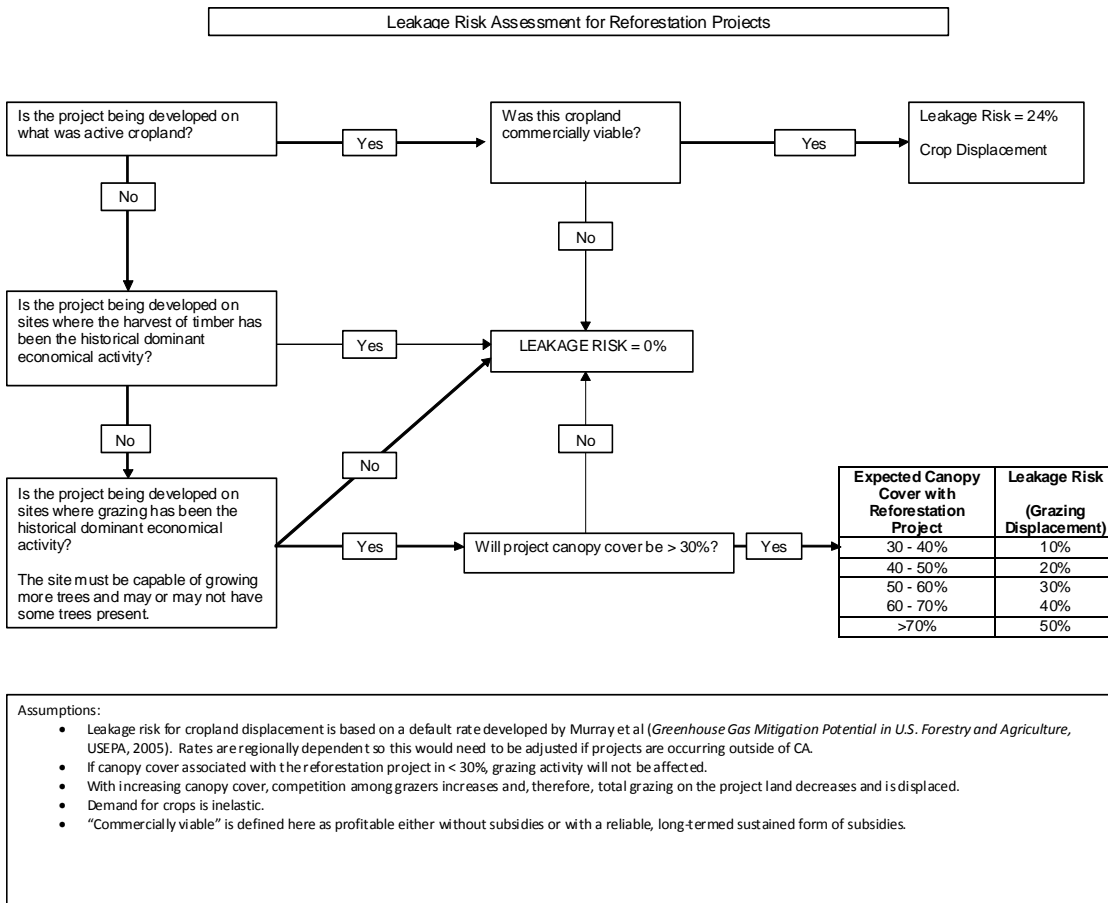 Leakage Risk Assessment for Reforestation Projects
Is the project being developed on
what was active cropland?
Yes
Was this cropland
commercially viable?
Yes
Leakage Risk = 24%
Crop Displacement
No
No
Is the project being developed on
sites where the harvest of timber has
been the historical dominant
economical activity?
Yes
LEAKAGE RISK = 0%
No
No
No
Is the project being developed on
sites where grazing has been the
historical dominant economical
activity?
The site must be capable of growing
more trees and may or may not have
some trees present.
Yes
Will project canopy cover be > 30%?
Yes
Expected Canopy
Cover with
Reforestation
Project
Leakage Risk
(Grazing
Displacement)
30 - 40% 10%
40 - 50% 20%
50 - 60% 30%
60 - 70% 40%
>70% 50%
Assumptions:
• Leakage risk for cropland displacement is based on a default rate developed by Murray et al (Greenhouse Gas Mitigation Potential in U.S. Forestry and Agriculture,
USEPA, 2005). Rates are regionally dependent so this would need to be adjusted if projects are occurring outside of CA.
• If canopy cover associated with the reforestation project in < 30%, grazing activity will not be affected.
• With increasing canopy cover, competition among grazers increases and, therefore, total grazing on the project land decreases and is displaced.
• Demand for crops is inelastic.
• “Commercially viable” is defined here as profitable either without subsidies or with a reliable, long-termed sustained form of subsidies.